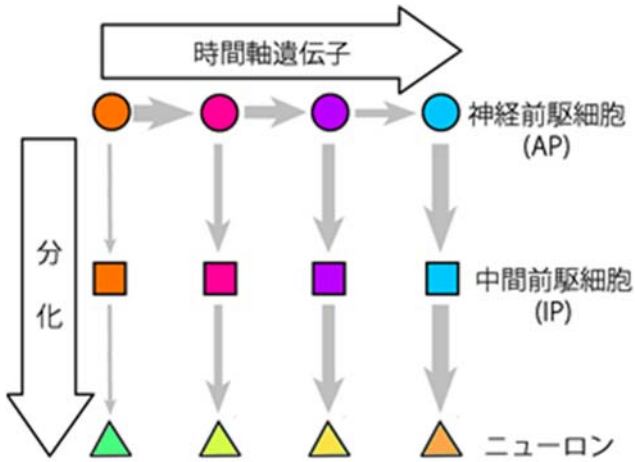 時間軸遺伝子
神経前駆細胞
(AP)
分化
中間前駆細胞
(IP)
ニューロン